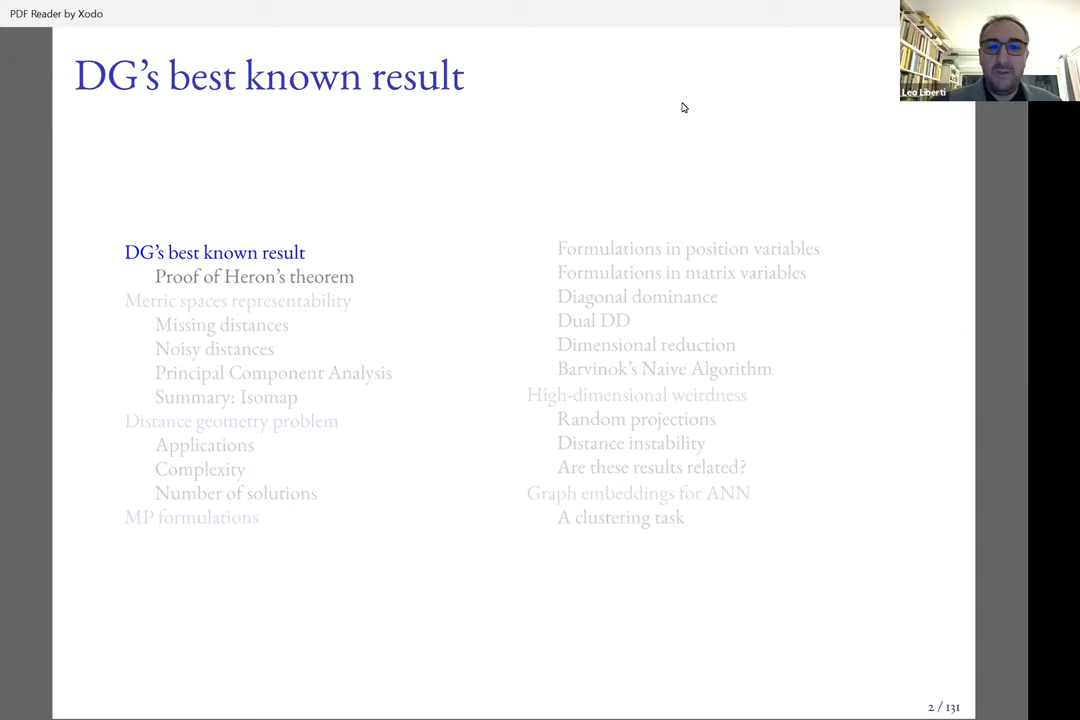 PDF Reader by Xodo
DG's best known result
Leo Liberti
DG's best known result
Proof of Heron's theorem
Metric spaces representability
Missing distances
Noisy distances
Principal Component Analysis
Summary: Isomap
Distance geometry problem
Applications
Complexity
Number of solutions
MP formulations
Formulations in position variables
Formulations in matrix variables
Diagonal dominance
Dual DD
Dimensional reduction
Barvinok's Naive Algorithm
High-dimensional weirdness
Random projections
Distance instability
Are these results related?
Graph embeddings for ANN
A clustering task
2 / 131